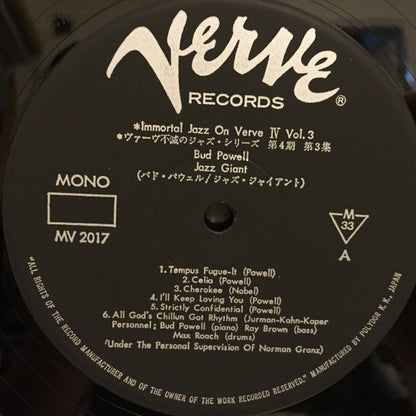 Verve
RECORDS ®
*Immortal Jazz On Verve Ⅳ Vol.3
*ヴァーヴ不滅のジャズ・シリーズ 第4期 第3集
Bud Powell
Jazz Giant
(バド・パウェル/ジャズ・ジャイアント)
MONO
MV 2017
M
33
A
1. Tempus Fugue-It (Powell)
2. Celia (Powell)
3. Cherokee (Nobel)
4. I'll Keep Loving You (Powell)
5. Strictly Confidential (Powell)
6. All God's Chillun Got Rhythm (Jurman-Kahn-Kaper
Personnel; Bud Powell (piano) Ray Brown (bass)
Max Roach (drums)
(Under The Personal Supervision Of Norman Granz)
"ALL RIGHTS OF THE RECORD MANUFACTURER AND OF THE OWNER OF THE WORK RECORDED RESERVED." MANUFACTURED BY POLYDOR K.K., JAPAN